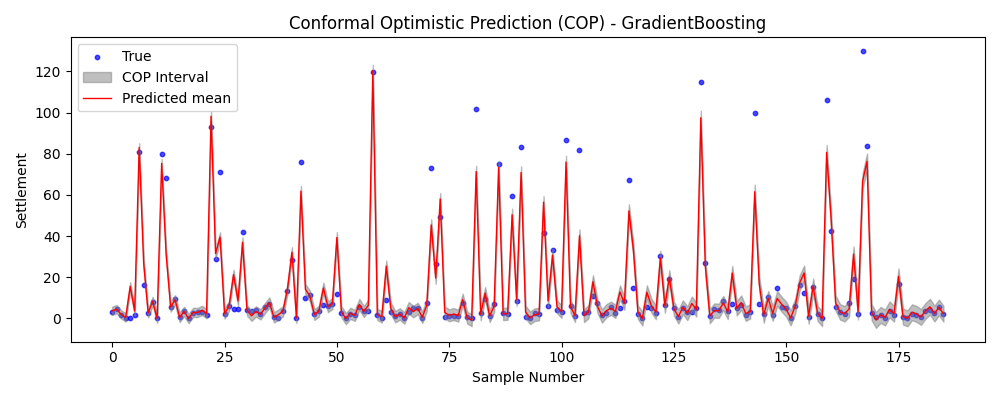 Conformal Optimistic Prediction (COP) - GradientBoosting
True
COP Interval
Predicted mean
Settlement
120
100
80
60
40
20
0
0 25 50 75 100 125 150 175
Sample Number